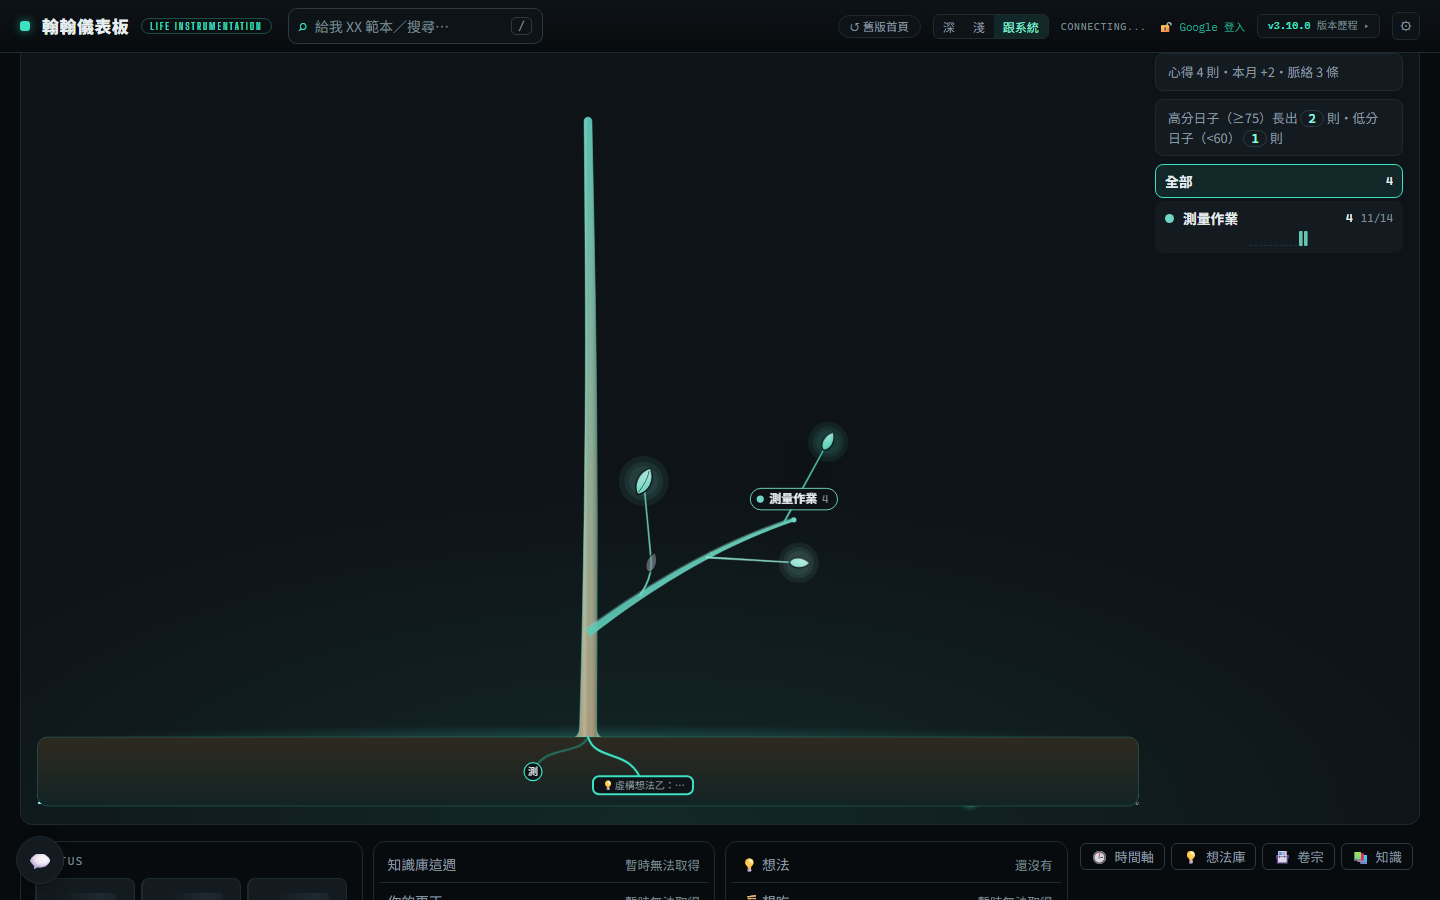 翰翰儀表板
LIFE INSTRUMENTATION
給我 XX 範本／搜尋⋯
/
↺ 舊版首頁
深 淺 跟系統
CONNECTING...
Google 登入
v3.10.0 版本歷程 ▸
心得 4 則・本月 +2・脈絡 3 條
高分日子（≥75）長出 2 則・低分
日子（<60） 1 則
全部 4
測量作業 4 11/14
測量作業 4
測
虛構想法乙：⋯
TUS
知識庫這週 暫時無法取得
想法 還沒有
時間軸
想法庫
卷宗
知識